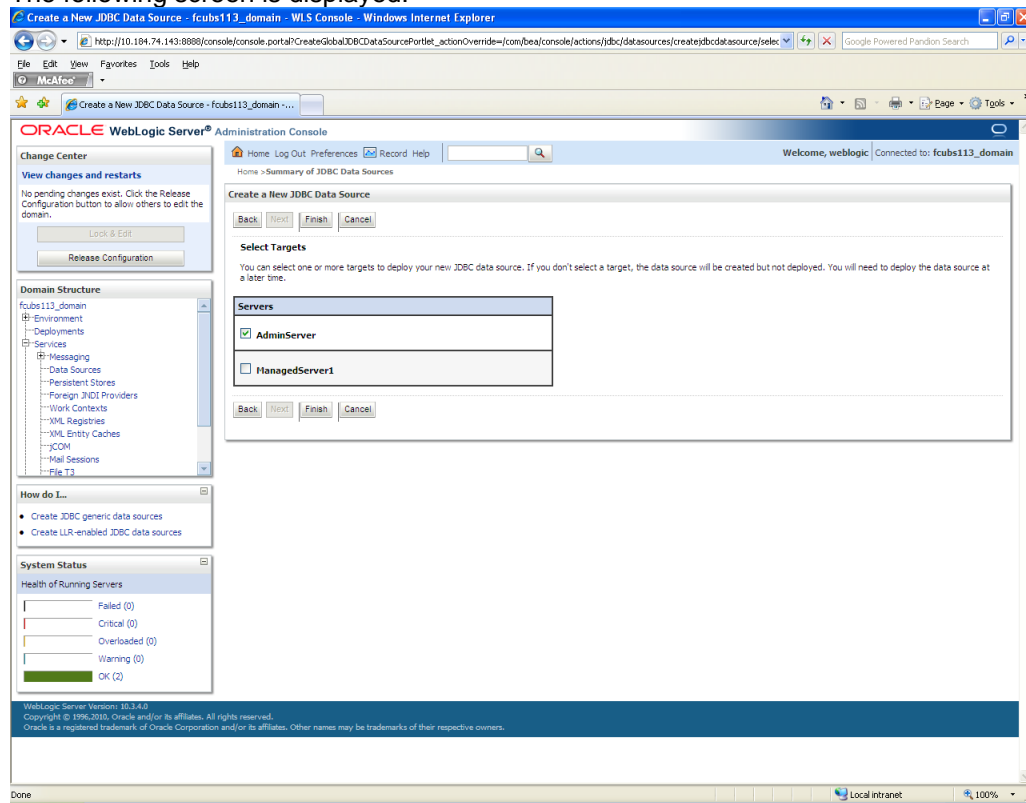 The following screen is displayed:
Create a New JDBC Data Source - fcubs113_domain - WLS Console - Windows Internet Explorer
http://10.184.74.143:8888/console/console.portal?CreateGlobalJDBCDataSourcePortlet_actionOverride=/com/bea/console/actions/jdbc/datasources/createjdbcdatasource/selec
Google Powered Pandion Search
File Edit View Favorites Tools Help
McAfee
Create a New JDBC Data Source - fcubs113_domain -...
Page Tools
ORACLE WebLogic Server® Administration Console
Change Center
View changes and restarts
No pending changes exist. Click the Release
Configuration button to allow others to edit the
domain.
Lock & Edit
Release Configuration
Domain Structure
fcubs113_domain
Environment
Deployments
Services
Messaging
Data Sources
Persistent Stores
Foreign JNDI Providers
Work Contexts
XML Registries
XML Entity Caches
jCOM
Mail Sessions
File T3
How do I...
Create JDBC generic data sources
Create LLR-enabled JDBC data sources
System Status
Health of Running Servers
Failed (0)
Critical (0)
Overloaded (0)
Warning (0)
OK (2)
Home Log Out Preferences Record Help
Welcome, weblogic Connected to: fcubs113_domain
Home >Summary of JDBC Data Sources
Create a New JDBC Data Source
Back Next Finish Cancel
Select Targets
You can select one or more targets to deploy your new JDBC data source. If you don't select a target, the data source will be created but not deployed. You will need to deploy the data source at
a later time.
Servers
AdminServer
ManagedServer1
Back Next Finish Cancel
WebLogic Server Version: 10.3.4.0
Copyright © 1996,2010, Oracle and/or its affiliates. All rights reserved.
Oracle is a registered trademark of Oracle Corporation and/or its affiliates. Other names may be trademarks of their respective owners.
Done
Local intranet
100%